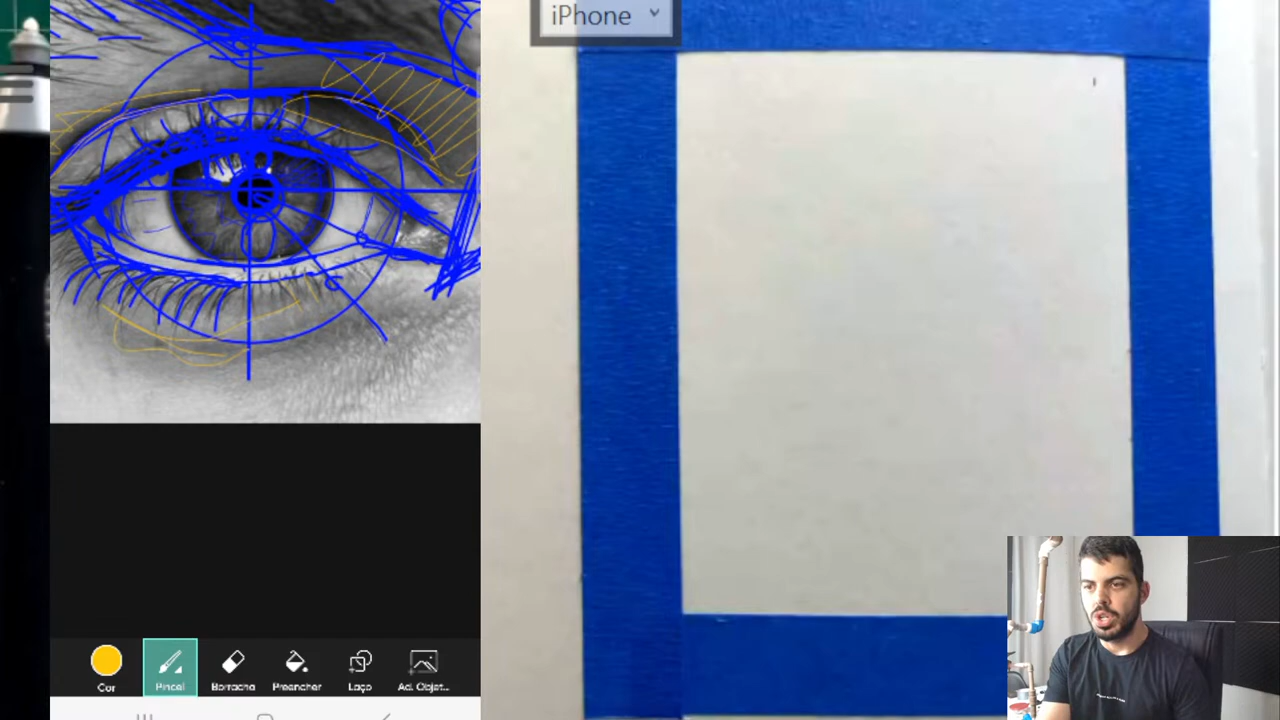 iPhone
Cor
Pincel
Borracha
Preencher
Laço
Ad. Objet...